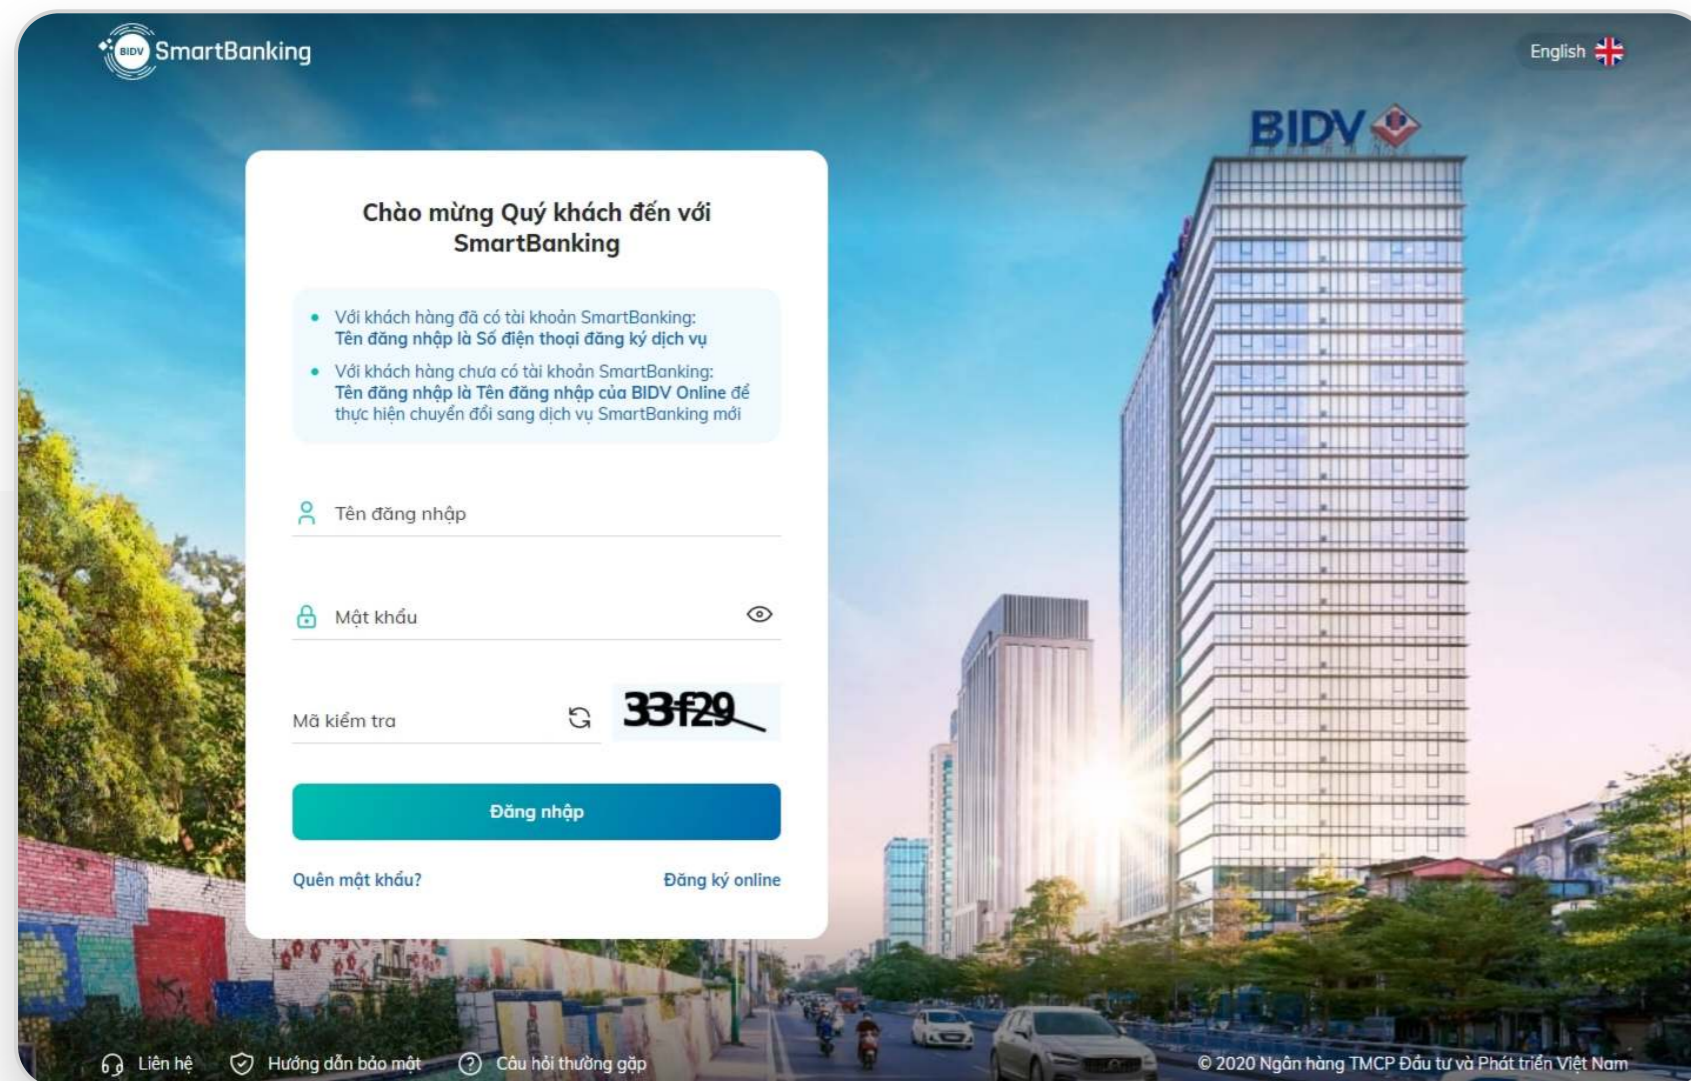 BIDV SmartBanking
English
BIDV
Chào mừng Quý khách đến với
SmartBanking
Với khách hàng đã có tài khoản SmartBanking:
Tên đăng nhập là Số điện thoại đăng ký dịch vụ
Với khách hàng chưa có tài khoản SmartBanking:
Tên đăng nhập là Tên đăng nhập của BIDV Online để
thực hiện chuyển đổi sang dịch vụ SmartBanking mới
Tên đăng nhập
Mật khẩu
Mã kiểm tra
33f29
Đăng nhập
Quên mật khẩu?
Đăng ký online
Liên hệ
Hướng dẫn bảo mật
Câu hỏi thường gặp
© 2020 Ngân hàng TMCP Đầu tư và Phát triển Việt Nam